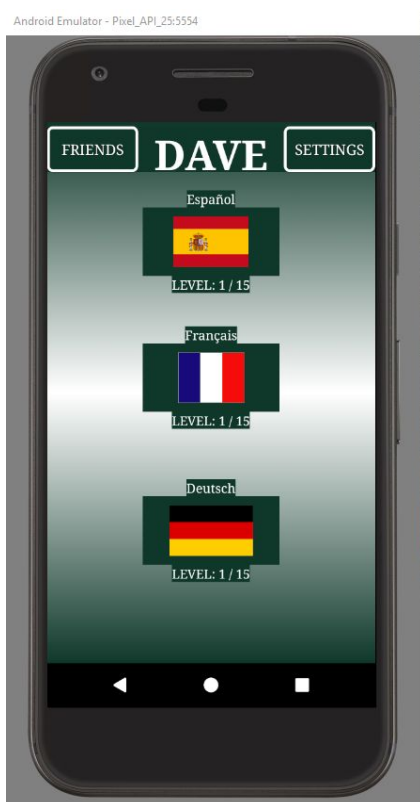 Android Emulator - Pixel_API_25:5554
FRIENDS
DAVE
SETTINGS
Español
LEVEL: 1 / 15
Français
LEVEL: 1 / 15
Deutsch
LEVEL: 1 / 15